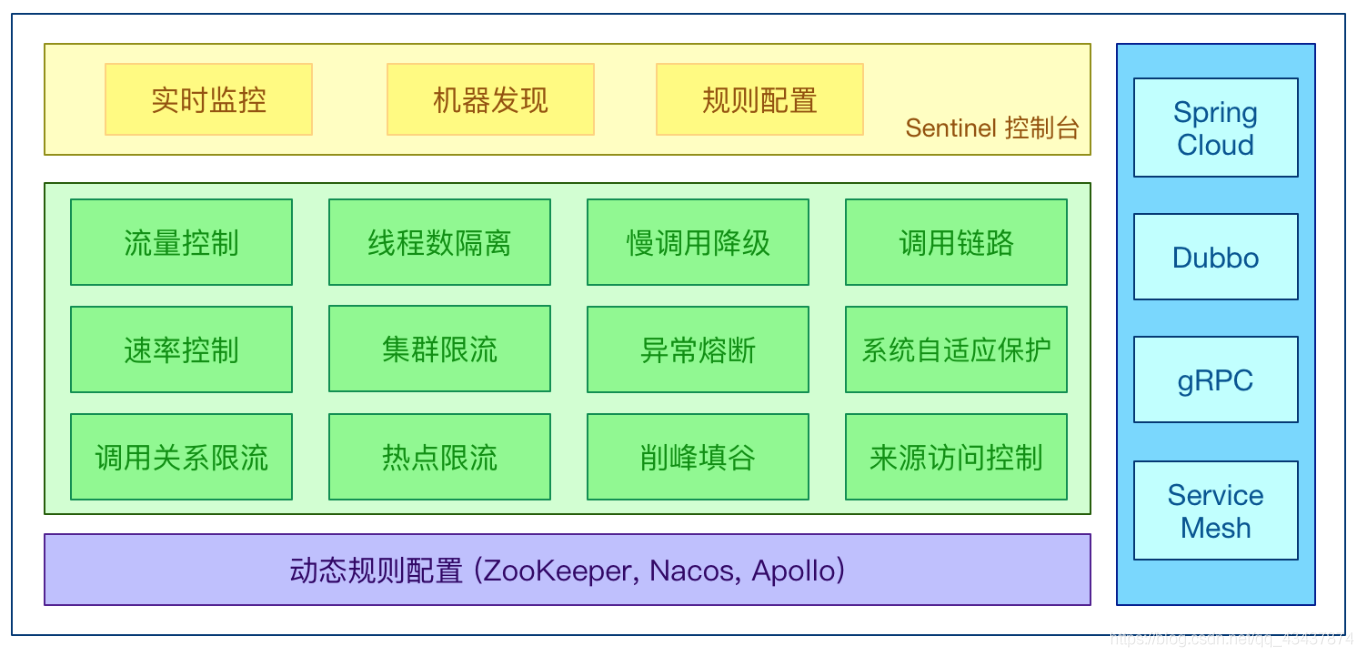 实时监控
机器发现
规则配置
Sentinel 控制台
流量控制
线程数隔离
慢调用降级
调用链路
速率控制
集群限流
异常熔断
系统自适应保护
调用关系限流
热点限流
削峰填谷
来源访问控制
动态规则配置 (ZooKeeper, Nacos, Apollo)
Spring
Cloud
Dubbo
gRPC
Service
Mesh
https://blog.csdn.net/qq_43437874